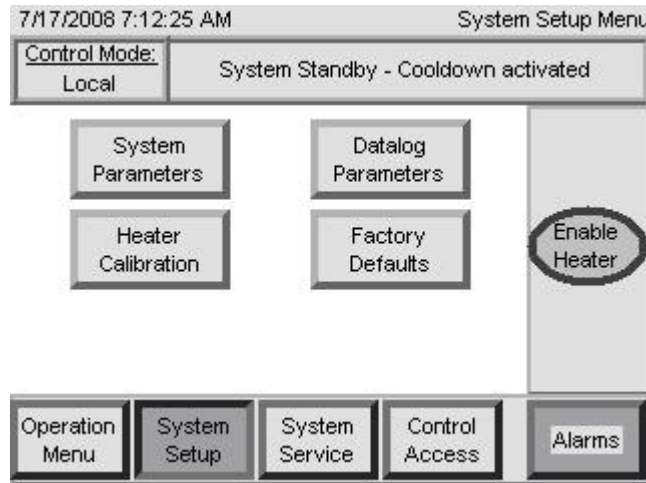 7/17/2008 7:12:25 AM System Setup Menu
Control Mode:
Local
System Standby - Cooldown activated
System
Parameters
Datalog
Parameters
Heater
Calibration
Factory
Defaults
Enable
Heater
Operation
Menu
System
Setup
System
Service
Control
Access
Alarms